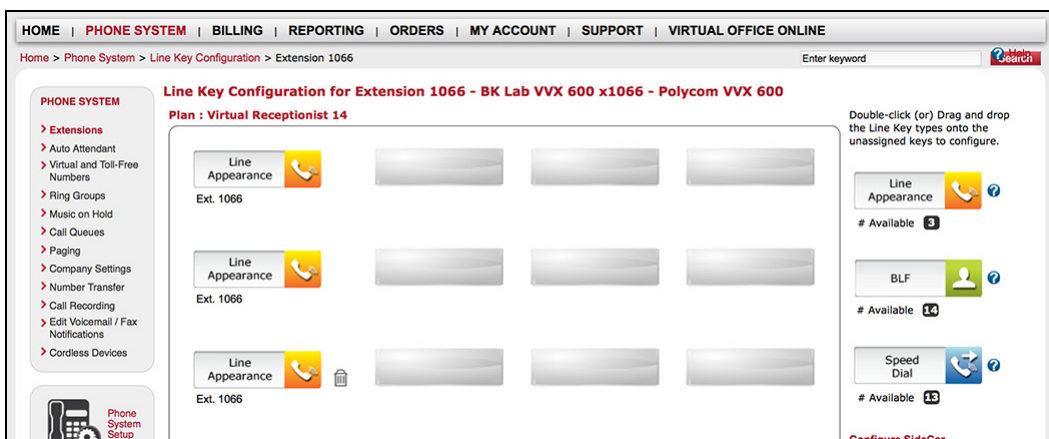 HOME | PHONE SYSTEM | BILLING | REPORTING | ORDERS | MY ACCOUNT | SUPPORT | VIRTUAL OFFICE ONLINE
Home > Phone System > Line Key Configuration > Extension 1066
Enter keyword
Help
Search
PHONE SYSTEM
Extensions
Auto Attendant
Virtual and Toll-Free
Numbers
Ring Groups
Music on Hold
Call Queues
Paging
Company Settings
Number Transfer
Call Recording
Edit Voicemail / Fax
Notifications
Cordless Devices
Phone
System
Setup
Line Key Configuration for Extension 1066 - BK Lab VVX 600 x1066 - Polycom VVX 600
Plan : Virtual Receptionist 14
Line
Appearance
Ext. 1066
Line
Appearance
Ext. 1066
Line
Appearance
Ext. 1066
Double-click (or) Drag and drop
the Line Key types onto the
unassigned keys to configure.
Line
Appearance
# Available 3
BLF
# Available 14
Speed
Dial
# Available 13
Configure SideCar